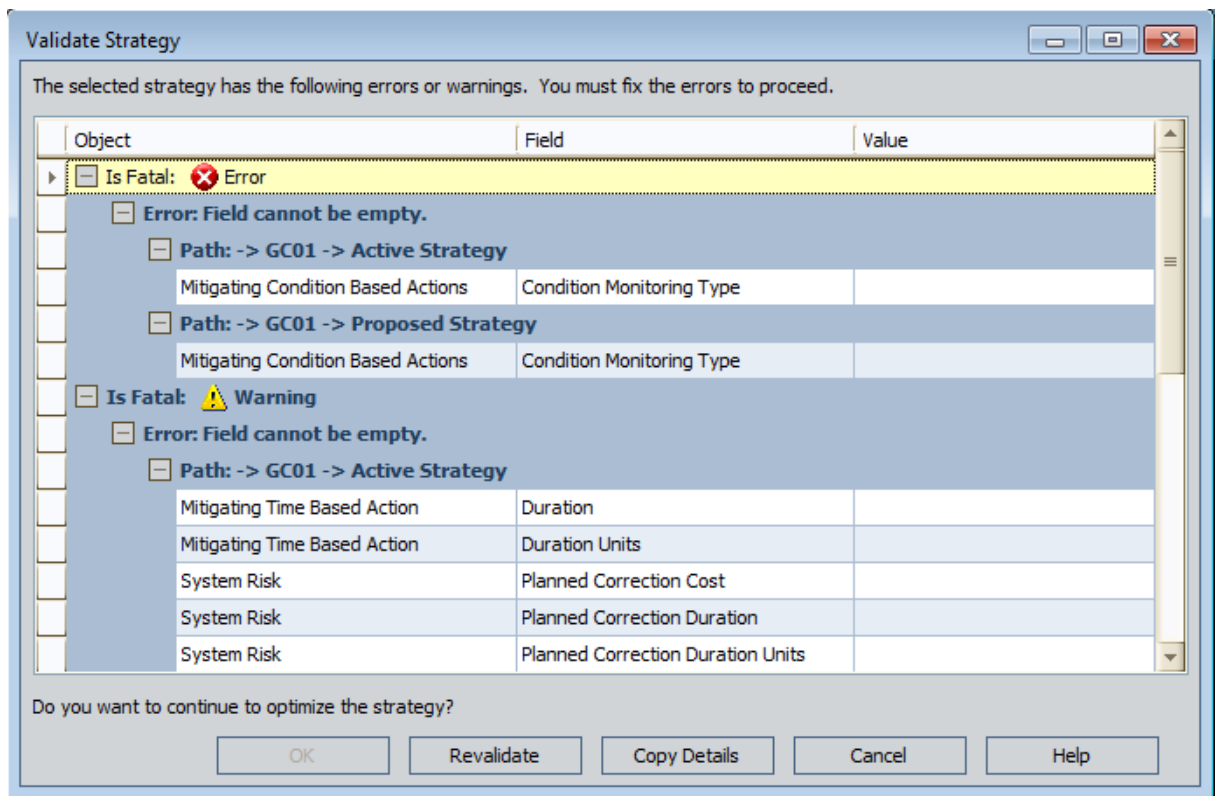 Validate Strategy
The selected strategy has the following errors or warnings. You must fix the errors to proceed.
Object Field Value
Is Fatal: Error
Error: Field cannot be empty.
Path: -> GC01 -> Active Strategy
Mitigating Condition Based Actions Condition Monitoring Type
Path: -> GC01 -> Proposed Strategy
Mitigating Condition Based Actions Condition Monitoring Type
Is Fatal: Warning
Error: Field cannot be empty.
Path: -> GC01 -> Active Strategy
Mitigating Time Based Action Duration
Mitigating Time Based Action Duration Units
System Risk Planned Correction Cost
System Risk Planned Correction Duration
System Risk Planned Correction Duration Units
Do you want to continue to optimize the strategy?
OK Revalidate Copy Details Cancel Help